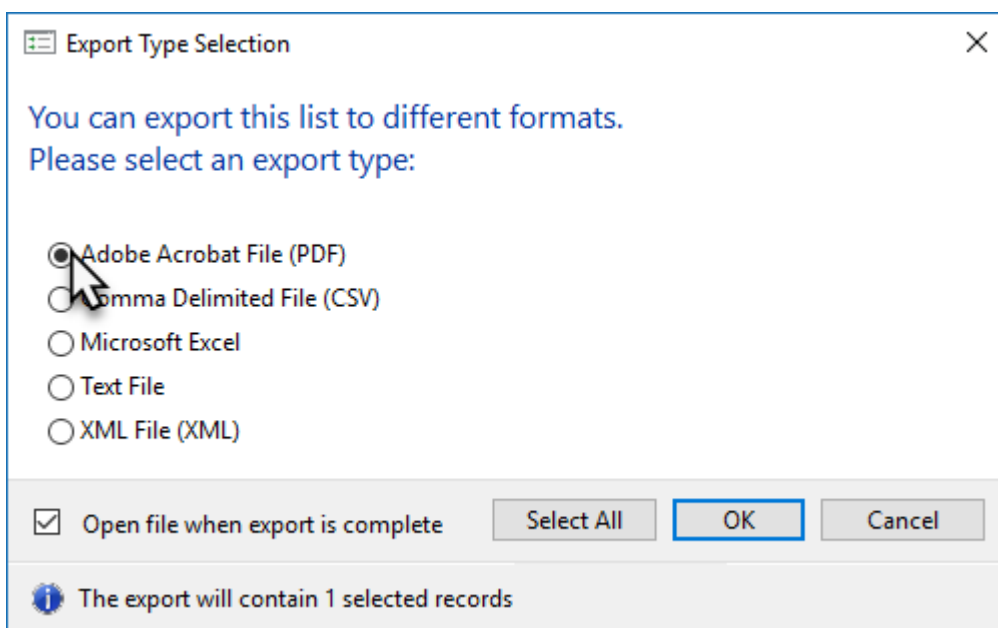 Export Type Selection
You can export this list to different formats.
Please select an export type:
Adobe Acrobat File (PDF)
Comma Delimited File (CSV)
Microsoft Excel
Text File
XML File (XML)
Open file when export is complete
Select All
OK
Cancel
The export will contain 1 selected records